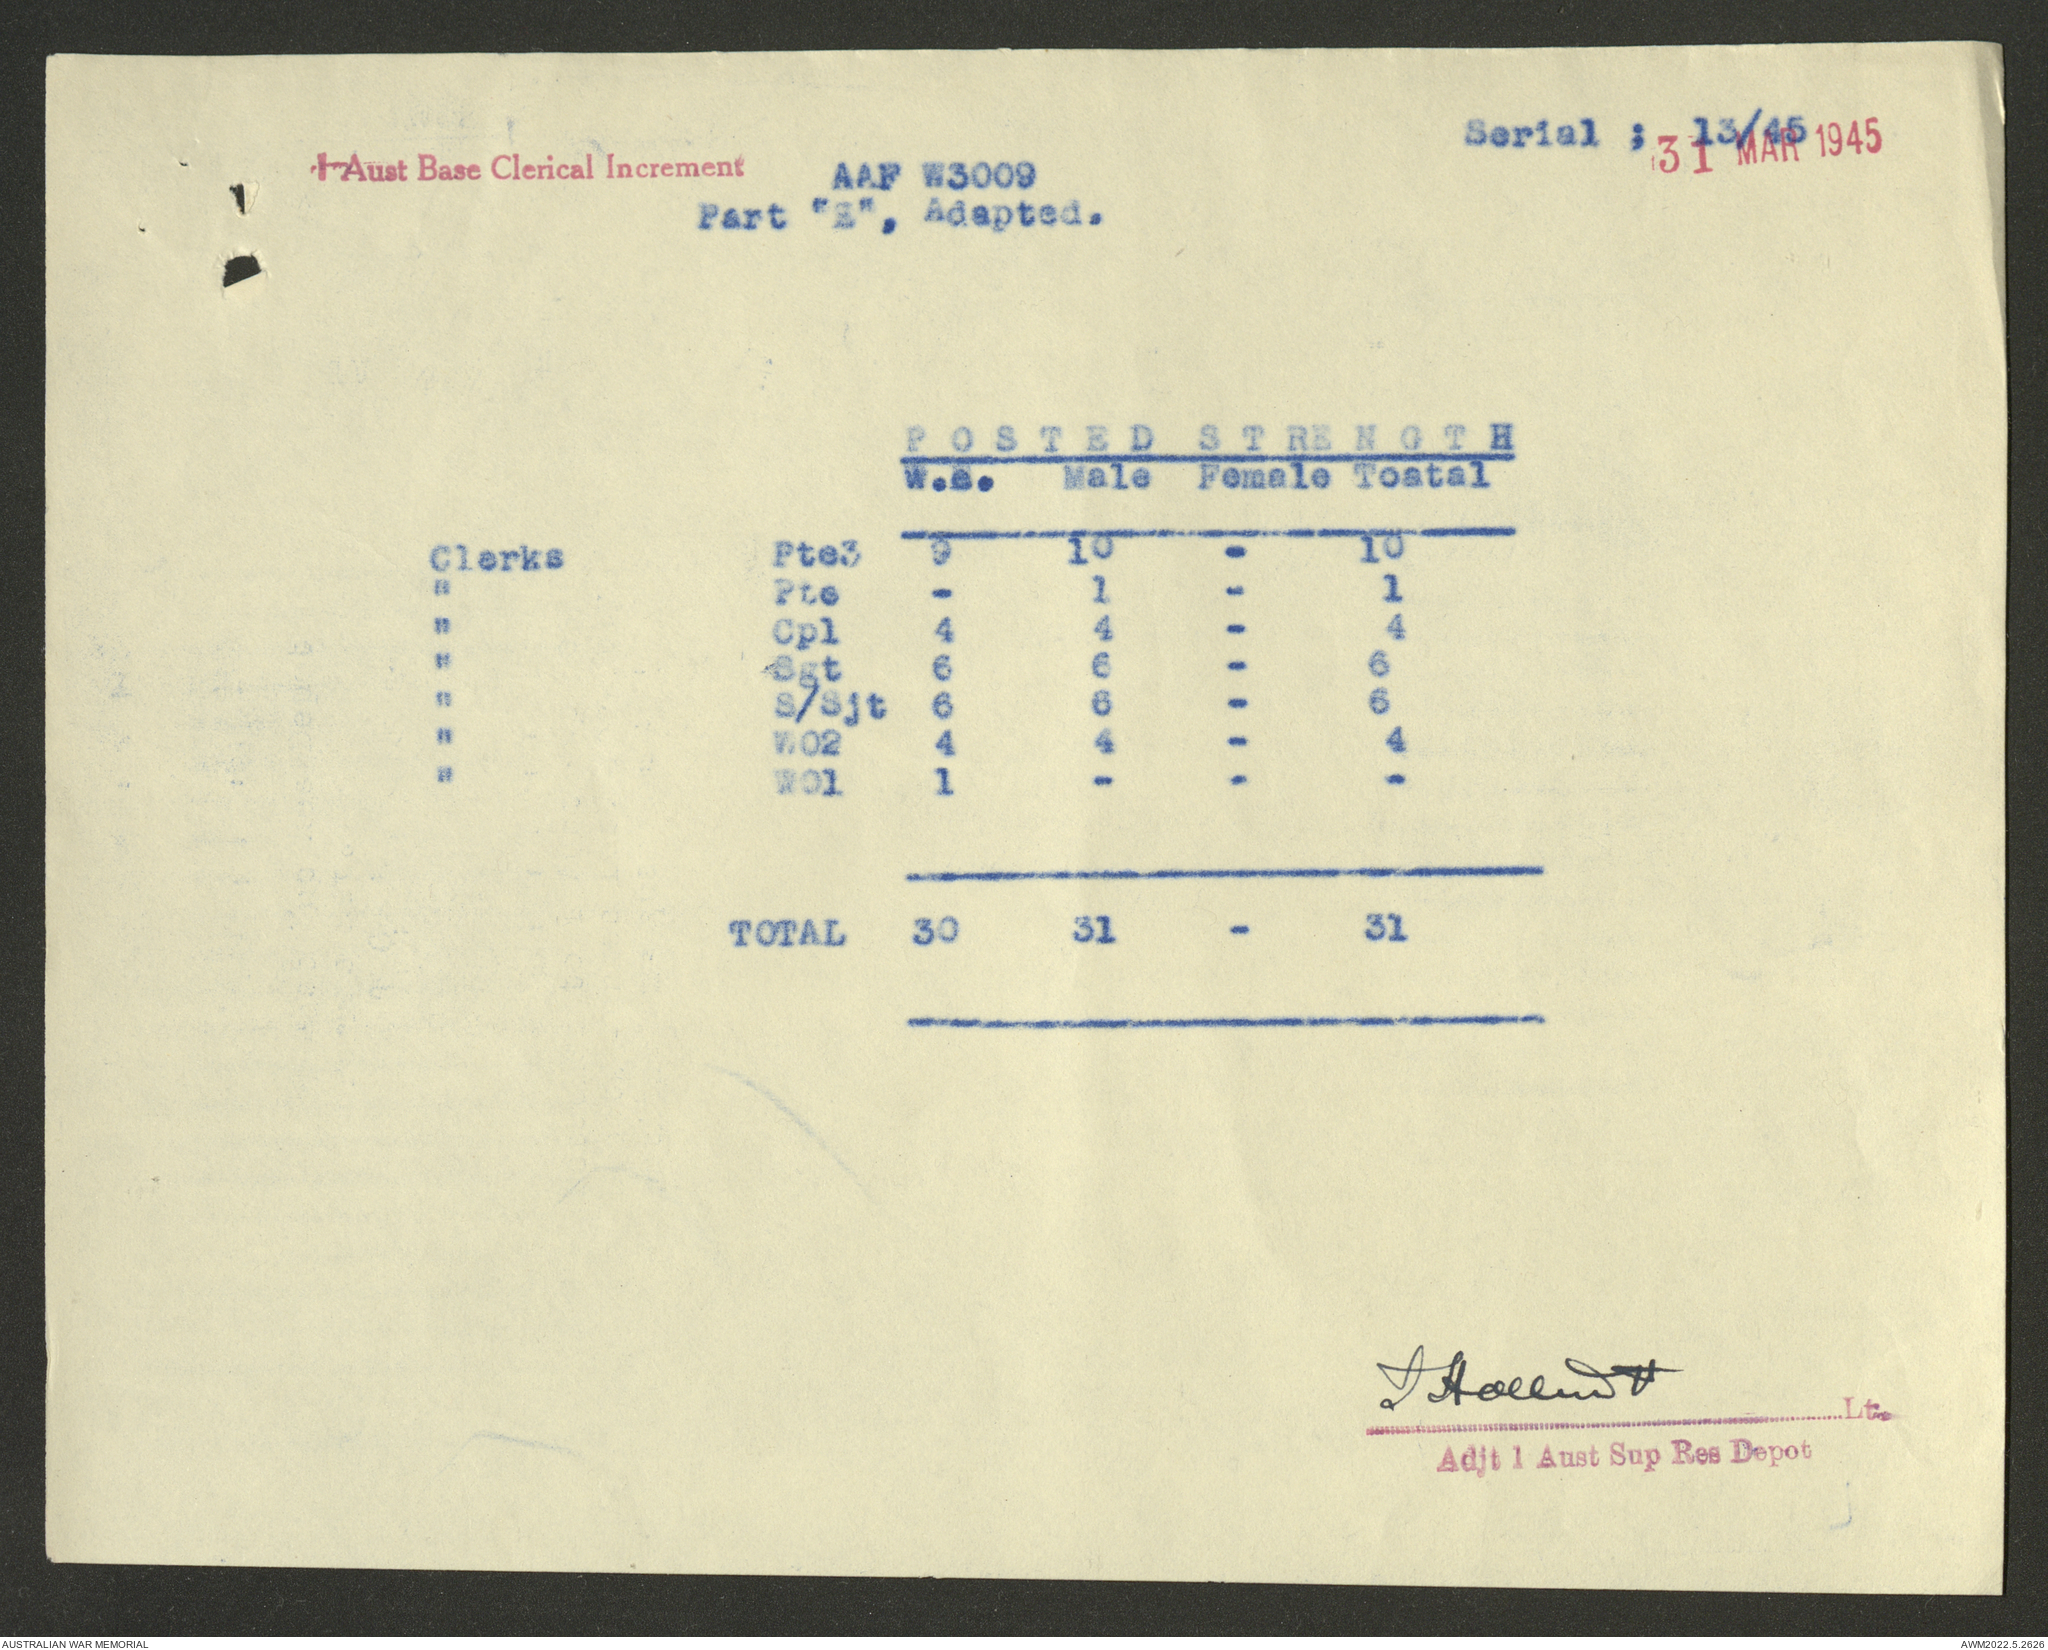 Serial ; 13/45
31 MAR 1945
1 Aust Base Clerical Increment
AAF W3009
Part "E", Adapted.
POSTED STRENGTH
W.e. Male Female Toatal
Clerks Pte3 9 10 - 10
" Pte - 1 - 1
" Cpl 4 4 - 4
" Sgt 6 6 - 6
" S/Sjt 6 6 - 6
" WO2 4 4 - 4
" WO1 1 - - -
TOTAL 30 31 - 31
Lt.
Adjt 1 Aust Sup Res Depot
AUSTRALIAN WAR MEMORIAL
AWM2022.5.2626